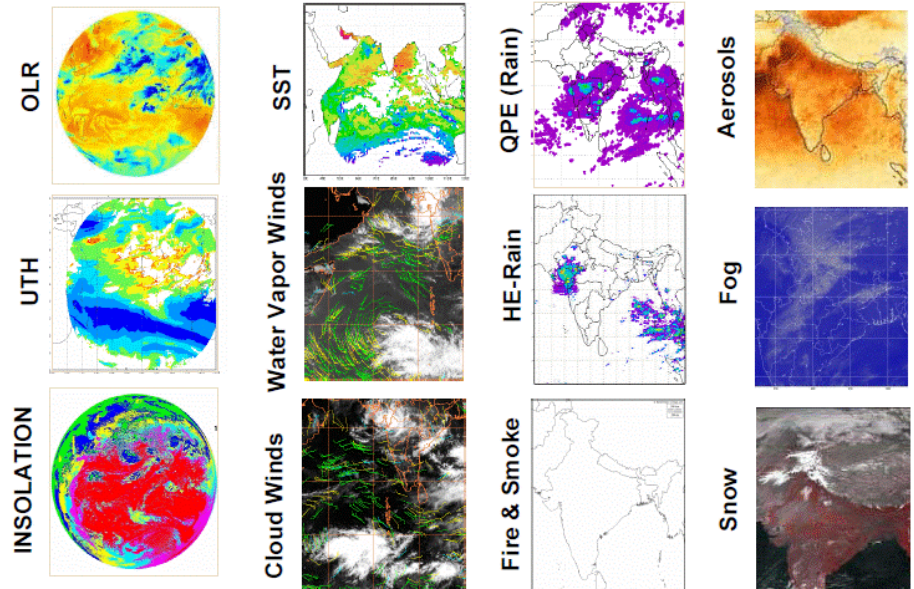 OLR
SST
QPE (Rain)
Aerosols
UTH
Water Vapor Winds
HE-Rain
Fog
INSOLATION
Cloud Winds
Fire & Smoke
Snow